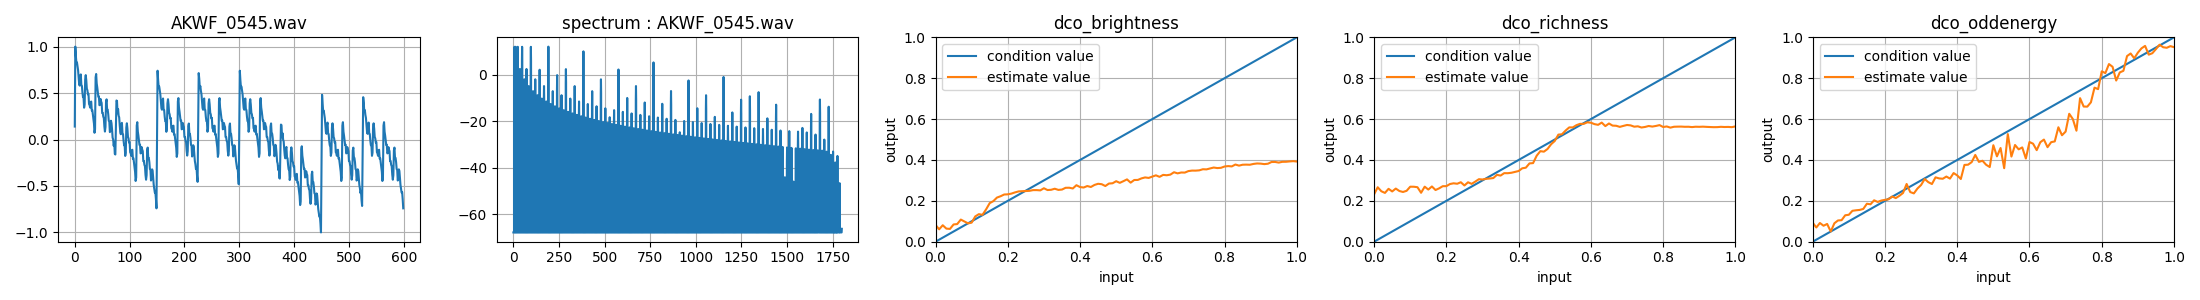 AKWF_0545.wav
1.0
0.5
0.0
−0.5
−1.0
0 100 200 300 400 500 600
spectrum : AKWF_0545.wav
0
−20
−40
−60
0 250 500 750 1000 1250 1500 1750
dco_brightness
condition value
estimate value
output
1.0
0.8
0.6
0.4
0.2
0.0
0.0 0.2 0.4 0.6 0.8 1.0
input
dco_richness
condition value
estimate value
output
1.0
0.8
0.6
0.4
0.2
0.0
0.0 0.2 0.4 0.6 0.8 1.0
input
dco_oddenergy
condition value
estimate value
output
1.0
0.8
0.6
0.4
0.2
0.0
0.0 0.2 0.4 0.6 0.8 1.0
input